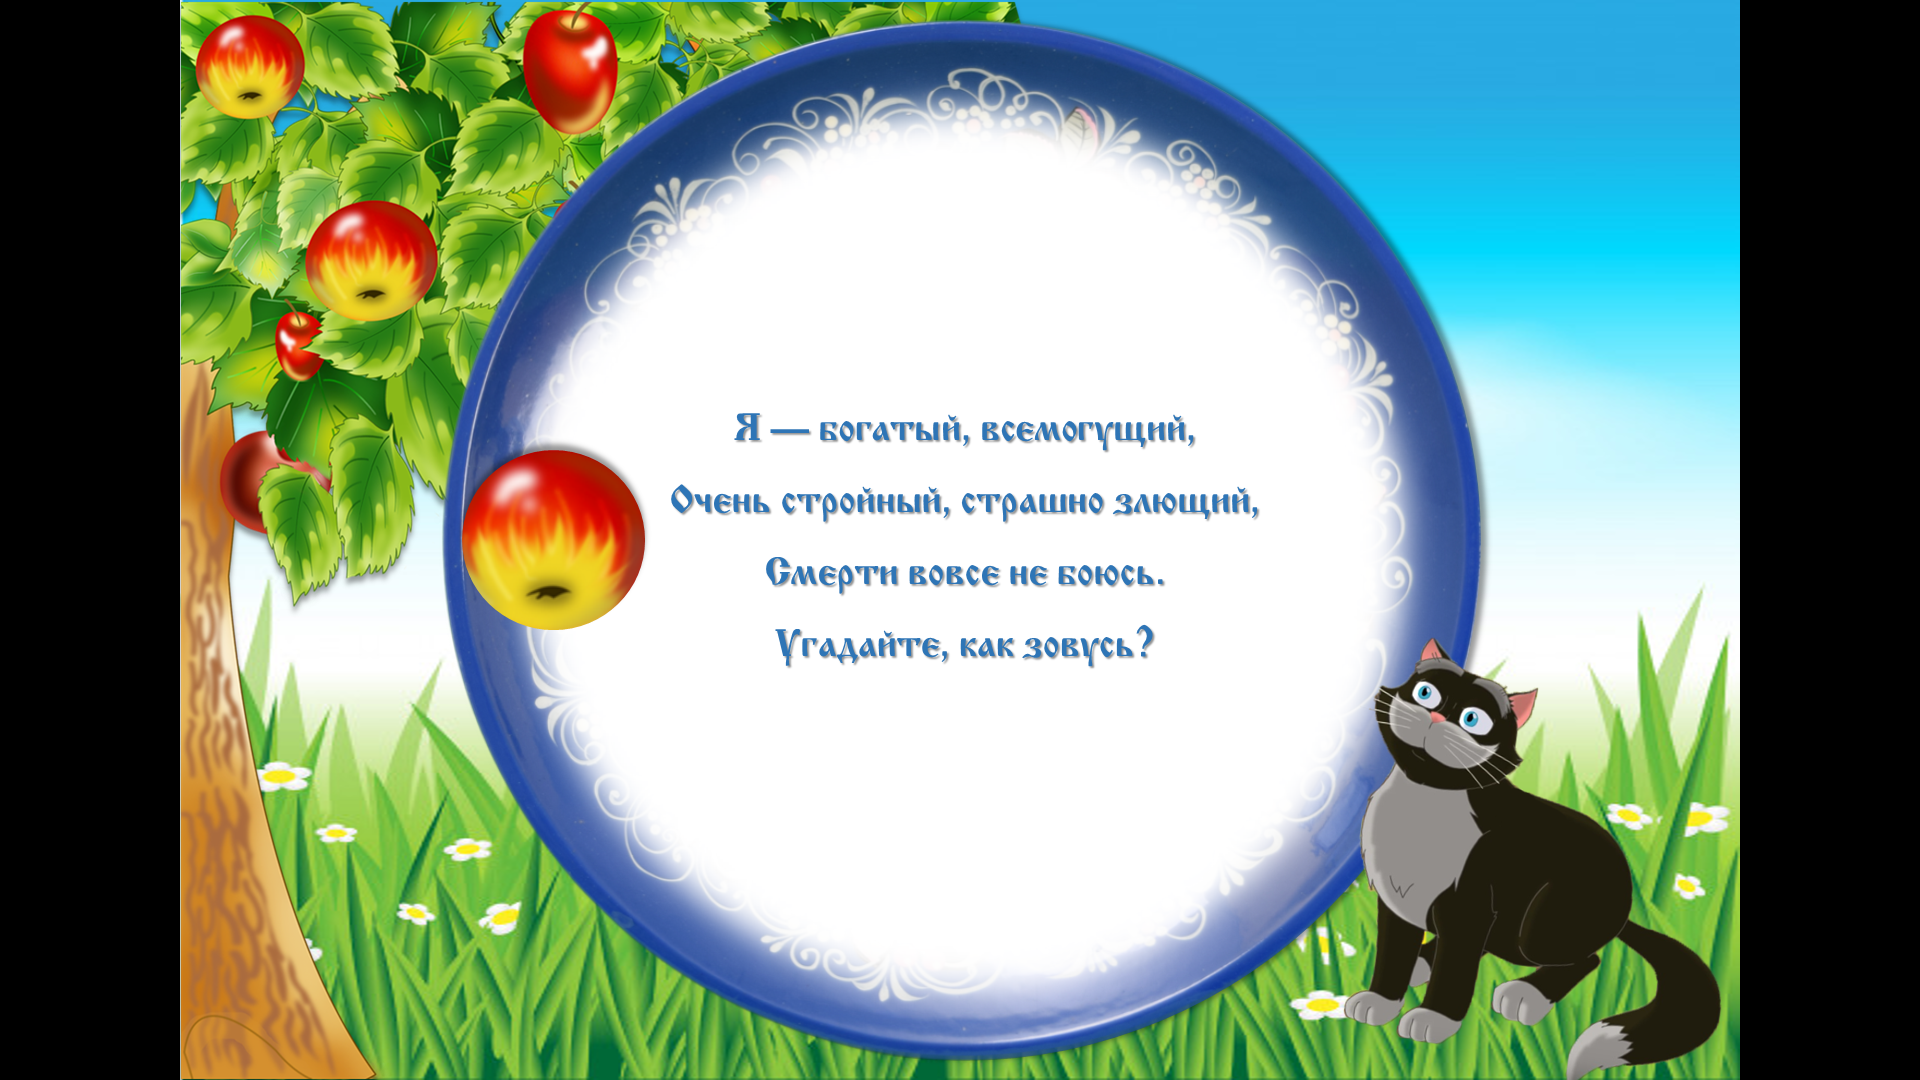 Я — богатый, всемогущий,
Очень стройный, страшно злющий,
Смерти вовсе не боюсь.
Угадайте, как зовусь?